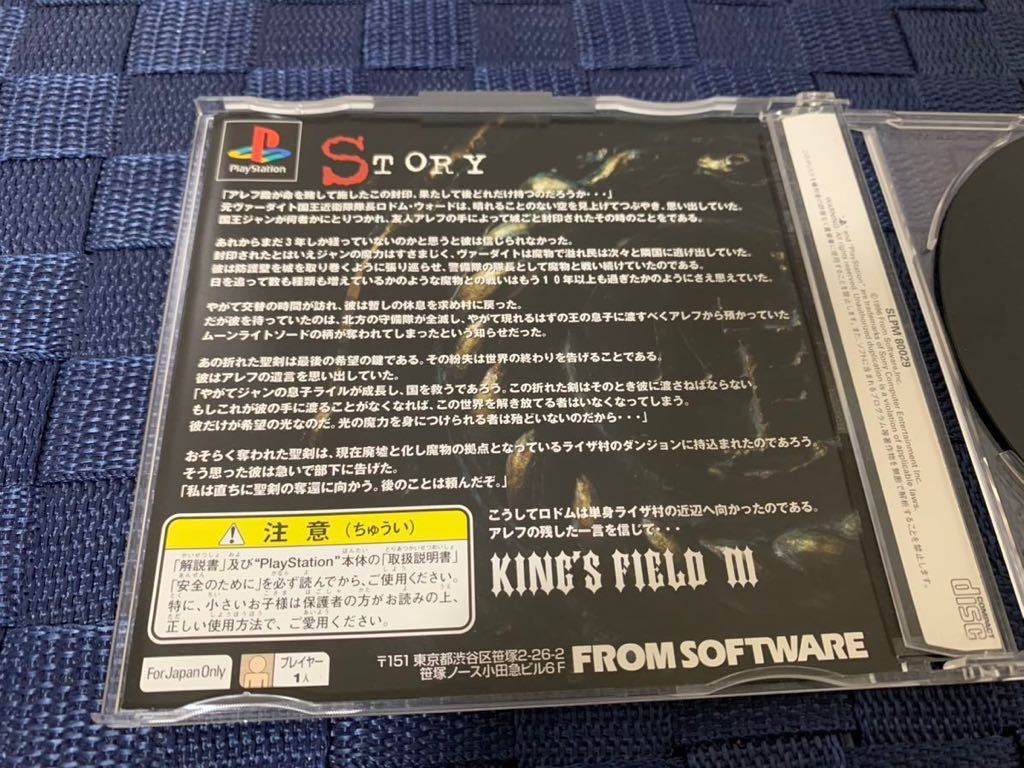 PlayStation
STORY
「アレフ殿が命を賭して施したこの封印、果たして後どれだけ持つのだろうか・・・」
元ヴァーダイト国王近衛隊隊長ロドム・ウォードは、晴れることのない空を見上げてつぶやき、思い出していた。
国王ジャンが何者かにとりつかれ、友人アレフの手によって城ごと封印されたその時のことをである。
あれからまだ3年しか経っていないのかと思うと彼は信じられなかった。
封印されたとはいえジャンの魔力はすさまじく、ヴァーダイトは魔物で溢れ民は次々と隣国に逃げ出していた。
彼は防護壁を城を取り巻くように張り巡らせ、警備隊の隊長として魔物と戦い続けていたのである。
日を追って数も種類も増えているかのような魔物との戦いはもう10年以上も過ぎたかのようにさえ思えていた。
やがて交替の時間が訪れ、彼は暫しの休息を求め村に戻った。
だが彼を待っていたのは、北方の守備隊が全滅し、やがて現れるはずの王の息子に渡すべくアレフから預かっていた
ムーンライトソードの柄が奪われてしまったという知らせだった。
あの折れた聖剣は最後の希望の鍵である。その紛失は世界の終わりを告げることである。
彼はアレフの遺言を思い出していた。
「やがてジャンの息子ライルが成長し、国を救うであろう。この折れた剣はそのとき彼に渡さねばならない。
もしこれが彼の手に渡ることがなくなれば、この世界を解き放てる者はいなくなってしまう。
彼だけが希望の光なのだ。光の魔力を身につけられる者は殆どいないのだから・・・」
おそらく奪われた聖剣は、現在廃墟と化し魔物の拠点となっているライザ村のダンジョンに持込まれたのであろう。
そう思った彼は急いで部下に告げた。
「私は直ちに聖剣の奪還に向かう。後のことは頼んだぞ。」
こうしてロドムは単身ライザ村の近辺へ向かったのである。
アレフの残した一言を信じて・・・
KING'S FIELD III
注意(ちゅうい)
「解説書」及び"PlayStation"本体の「取扱説明書」
「安全のために」を必ず読んでから、ご使用ください。
特に、小さいお子様は保護者の方がお読みの上、
正しい使用方法で、ご愛用ください。
For Japan Only
プレイヤー
1人
〒151 東京都渋谷区笹塚2-26-2
笹塚ノース小田急ビル6F
FROM SOFTWARE
SLPM 80029
©1996 From Software,Inc.
and "PlayStation" are trademarks of Sony Computer Entertainment Inc.
All rights reserved. Unauthorized duplication is a violation of applicable laws.
COMPACT
disc